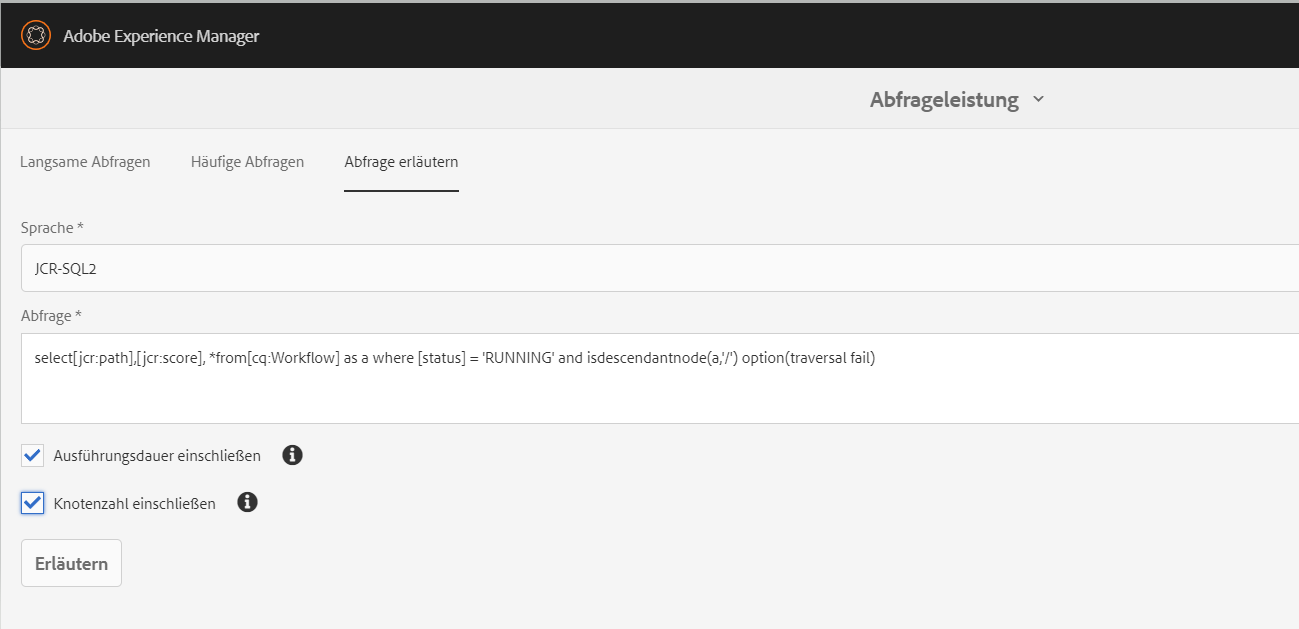 Adobe Experience Manager
Abfrageleistung
Langsame Abfragen Häufige Abfragen Abfrage erläutern
Sprache *
JCR-SQL2
Abfrage *
select[jcr:path],[jcr:score], *from[cq:Workflow] as a where [status] = 'RUNNING' and isdescendantnode(a,'/') option(traversal fail)
Ausführungsdauer einschließen
Knotenzahl einschließen
Erläutern